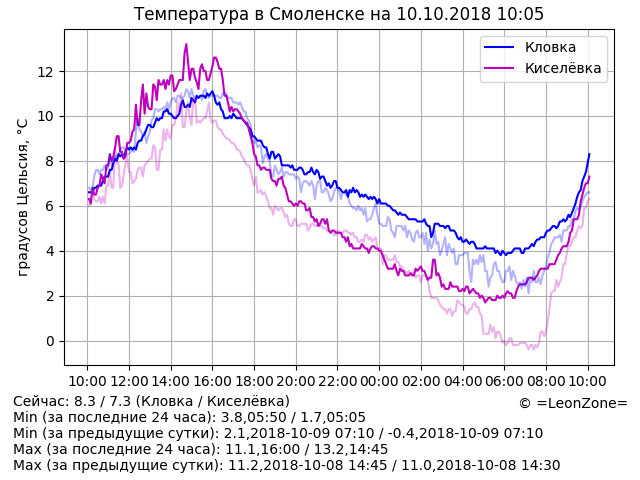 Температура в Смоленске на 10.10.2018 10:05
градусов Цельсия, °C
Кловка
Киселёвка
12
10
8
6
4
2
0
10:00 12:00 14:00 16:00 18:00 20:00 22:00 00:00 02:00 04:00 06:00 08:00 10:00
Сейчас: 8.3 / 7.3 (Кловка / Киселёвка)
© =LeonZone=
Min (за последние 24 часа): 3.8,05:50 / 1.7,05:05
Min (за предыдущие сутки): 2.1,2018-10-09 07:10 / -0.4,2018-10-09 07:10
Max (за последние 24 часа): 11.1,16:00 / 13.2,14:45
Max (за предыдущие сутки): 11.2,2018-10-08 14:45 / 11.0,2018-10-08 14:30